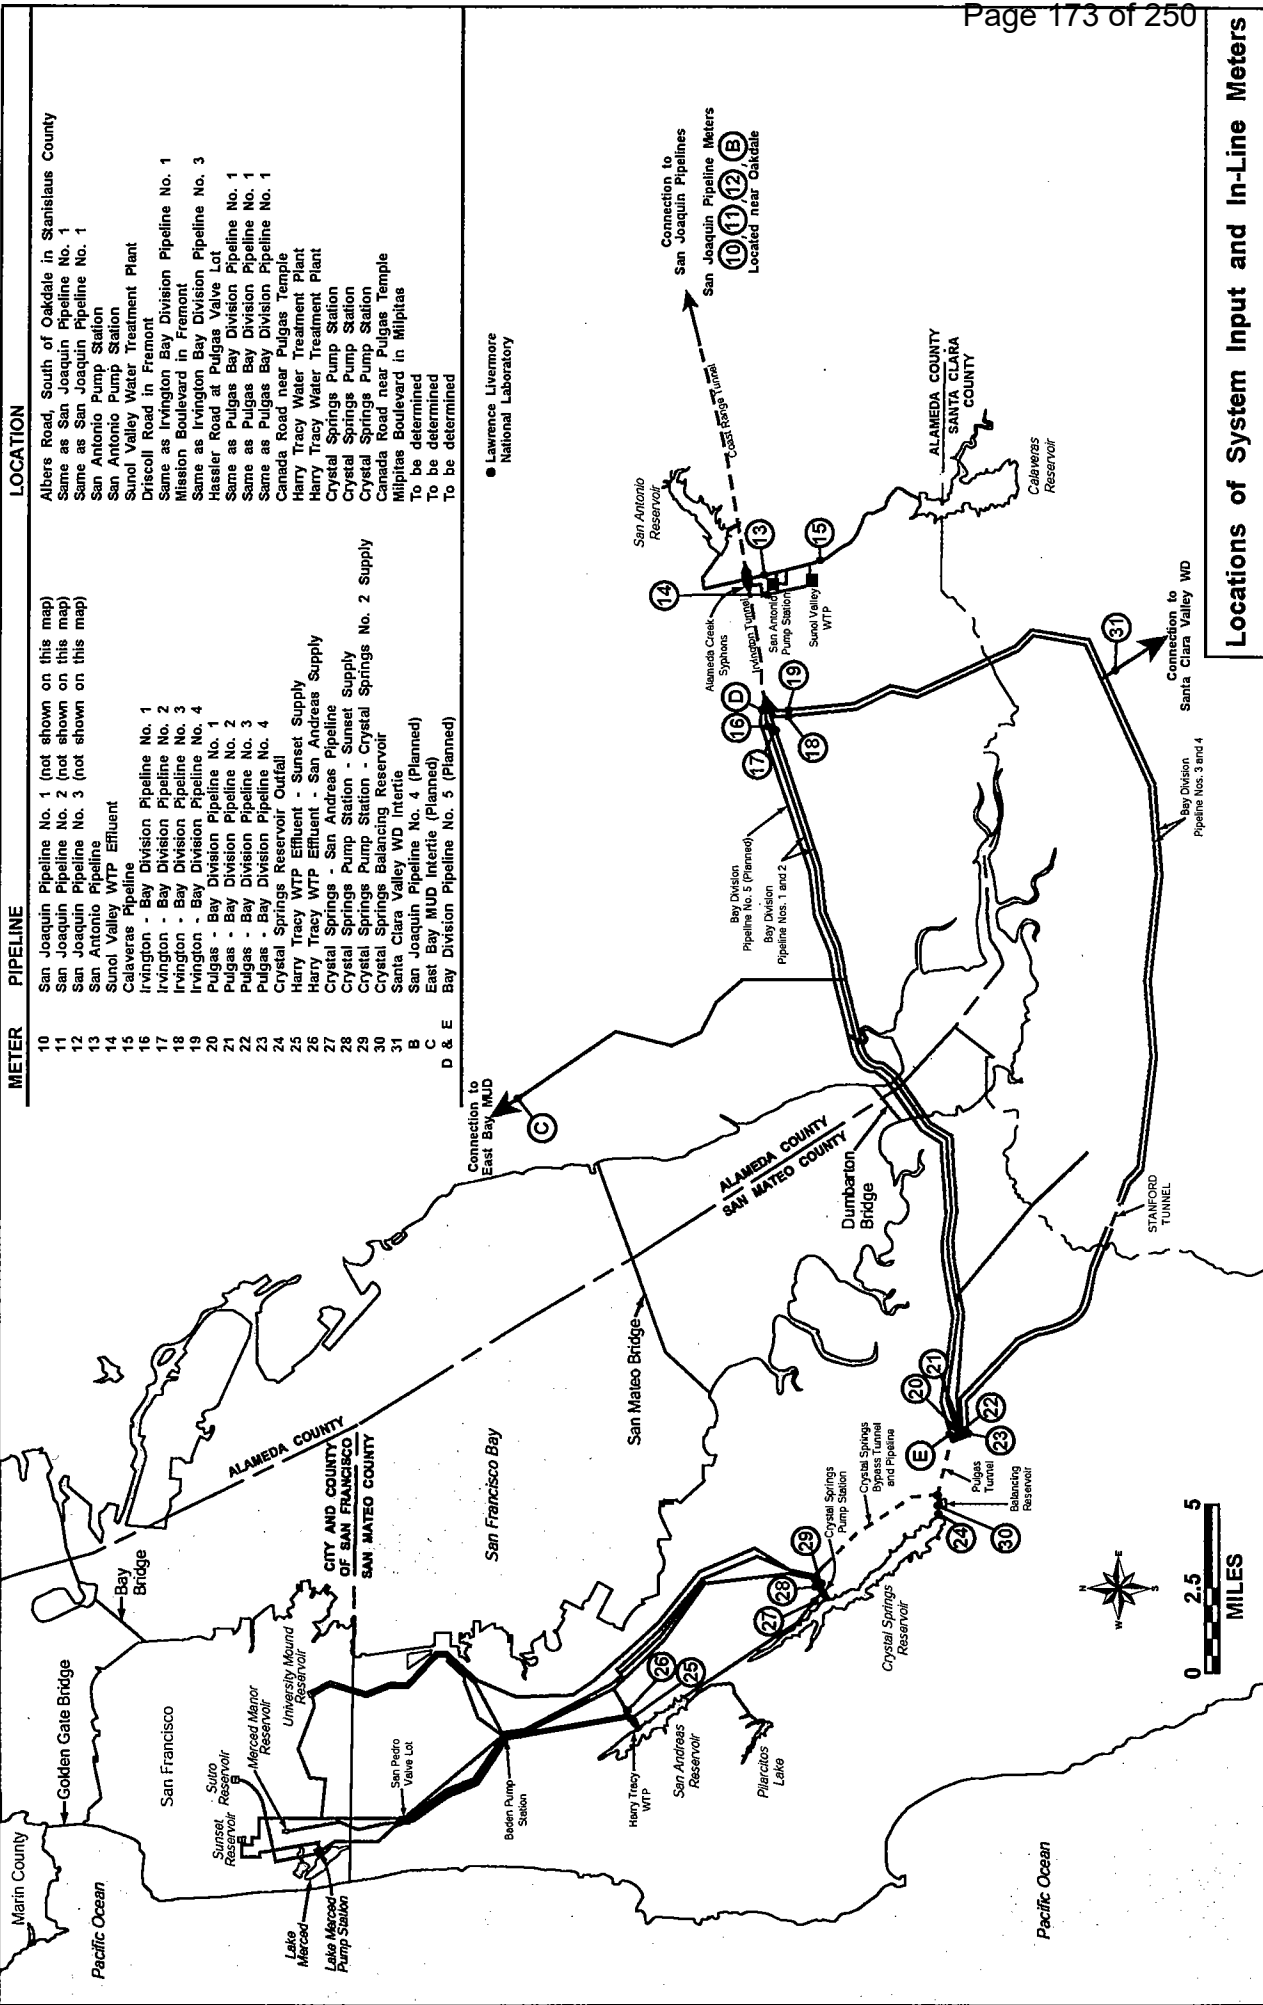 Page 173 of 250
METER PIPELINE LOCATION
10 San Joaquin Pipeline No. 1 (not shown on this map) Albers Road, South of Oakdale in Stanislaus County
11 San Joaquin Pipeline No. 2 (not shown on this map) Same as San Joaquin Pipeline No. 1
12 San Joaquin Pipeline No. 3 (not shown on this map) Same as San Joaquin Pipeline No. 1
13 San Antonio Pipeline San Antonio Pump Station
14 Sunol Valley WTP Effluent San Antonio Pump Station
15 Calaveras Pipeline Sunol Valley Water Treatment Plant
16 Irvington - Bay Division Pipeline No. 1 Driscoll Road in Fremont
17 Irvington - Bay Division Pipeline No. 2 Same as Irvington Bay Division Pipeline No. 1
18 Irvington - Bay Division Pipeline No. 3 Mission Boulevard in Fremont
19 Irvington - Bay Division Pipeline No. 4 Same as Irvington Bay Division Pipeline No. 3
20 Pulgas - Bay Division Pipeline No. 1 Hassler Road at Pulgas Valve Lot
21 Pulgas - Bay Division Pipeline No. 2 Same as Pulgas Bay Division Pipeline No. 1
22 Pulgas - Bay Division Pipeline No. 3 Same as Pulgas Bay Division Pipeline No. 1
23 Pulgas - Bay Division Pipeline No. 4 Same as Pulgas Bay Division Pipeline No. 1
24 Crystal Springs Reservoir Outfall Canada Road near Pulgas Temple
25 Harry Tracy WTP Effluent - Sunset Supply Harry Tracy Water Treatment Plant
26 Harry Tracy WTP Effluent - San Andreas Supply Harry Tracy Water Treatment Plant
27 Crystal Springs - San Andreas Pipeline Crystal Springs Pump Station
28 Crystal Springs Pump Station - Sunset Supply Crystal Springs Pump Station
29 Crystal Springs Pump Station - Crystal Springs No. 2 Supply Crystal Springs Pump Station
30 Crystal Springs Balancing Reservoir Canada Road near Pulgas Temple
31 Santa Clara Valley WD Intertie Milpitas Boulevard in Milpitas
B San Joaquin Pipeline No. 4 (Planned) To be determined
C East Bay MUD Intertie (Planned) To be determined
D & E Bay Division Pipeline No. 5 (Planned) To be determined
Marin County
Pacific Ocean
Golden Gate Bridge
Bay
Bridge
San Francisco
Sunset
Reservoir
Sutro
Reservoir
Merced Manor
Reservoir
University Mound
Reservoir
Lake
Merced
Lake Merced
Pump Station
ALAMEDA COUNTY
CITY AND COUNTY
OF SAN FRANCISCO
SAN MATEO COUNTY
San Pedro
Valve Lot
Baden Pump
Station
San Francisco Bay
Connection to
East Bay MUD
C
Lawrence Livermore
National Laboratory
San Mateo Bridge
Harry Tracy
WTP
San Andreas
Reservoir
Pilarcitos
Lake
26
25
27
28
29
Crystal Springs
Pump Station
Crystal Springs
Bypass Tunnel
and Pipeline
Crystal Springs
Reservoir
ALAMEDA COUNTY
SAN MATEO COUNTY
Dumbarton
Bridge
Bay Division
Pipeline No. 5 (Planned)
Bay Division
Pipeline Nos. 1 and 2
16
D
17
18
19
Alameda Creek
Syphons
Irvington Tunnel
14
13
15
San Antonio
Pump Station
Sunol Valley
WTP
San Antonio
Reservoir
Coast Range Tunnel
Connection to
San Joaquin Pipelines
San Joaquin Pipeline Meters
10, 11, 12, B
Located near Oakdale
ALAMEDA COUNTY
SANTA CLARA
COUNTY
Calaveras
Reservoir
E
20
21
22
23
Pulgas
Tunnel
Balancing
Reservoir
24
30
STANFORD
TUNNEL
Bay Division
Pipeline Nos. 3 and 4
31
Connection to
Santa Clara Valley WD
Pacific Ocean
N
W E
S
0 2.5 5
MILES
Locations of System Input and In-Line Meters